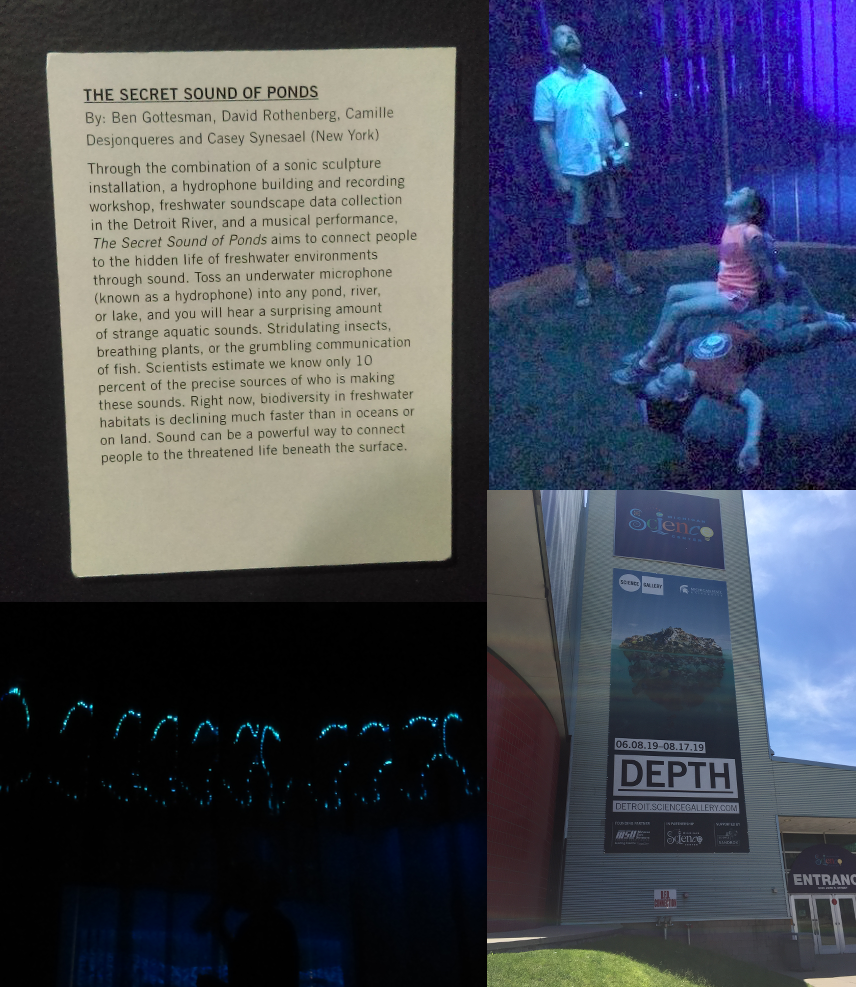 THE SECRET SOUND OF PONDS
By: Ben Gottesman, David Rothenberg, Camille
Desjonqueres and Casey Synesael (New York)
Through the combination of a sonic sculpture
installation, a hydrophone building and recording
workshop, freshwater soundscape data collection
in the Detroit River, and a musical performance,
The Secret Sound of Ponds aims to connect people
to the hidden life of freshwater environments
through sound. Toss an underwater microphone
(known as a hydrophone) into any pond, river,
or lake, and you will hear a surprising amount
of strange aquatic sounds. Stridulating insects,
breathing plants, or the grumbling communication
of fish. Scientists estimate we know only 10
percent of the precise sources of who is making
these sounds. Right now, biodiversity in freshwater
habitats is declining much faster than in oceans or
on land. Sound can be a powerful way to connect
people to the threatened life beneath the surface.
MICHIGAN
Science
CENTER
SCIENCE GALLERY
06.08.19–08.17.19
DEPTH
DETROIT.SCIENCEGALLERY.COM
MSU
Science
ENTRANC